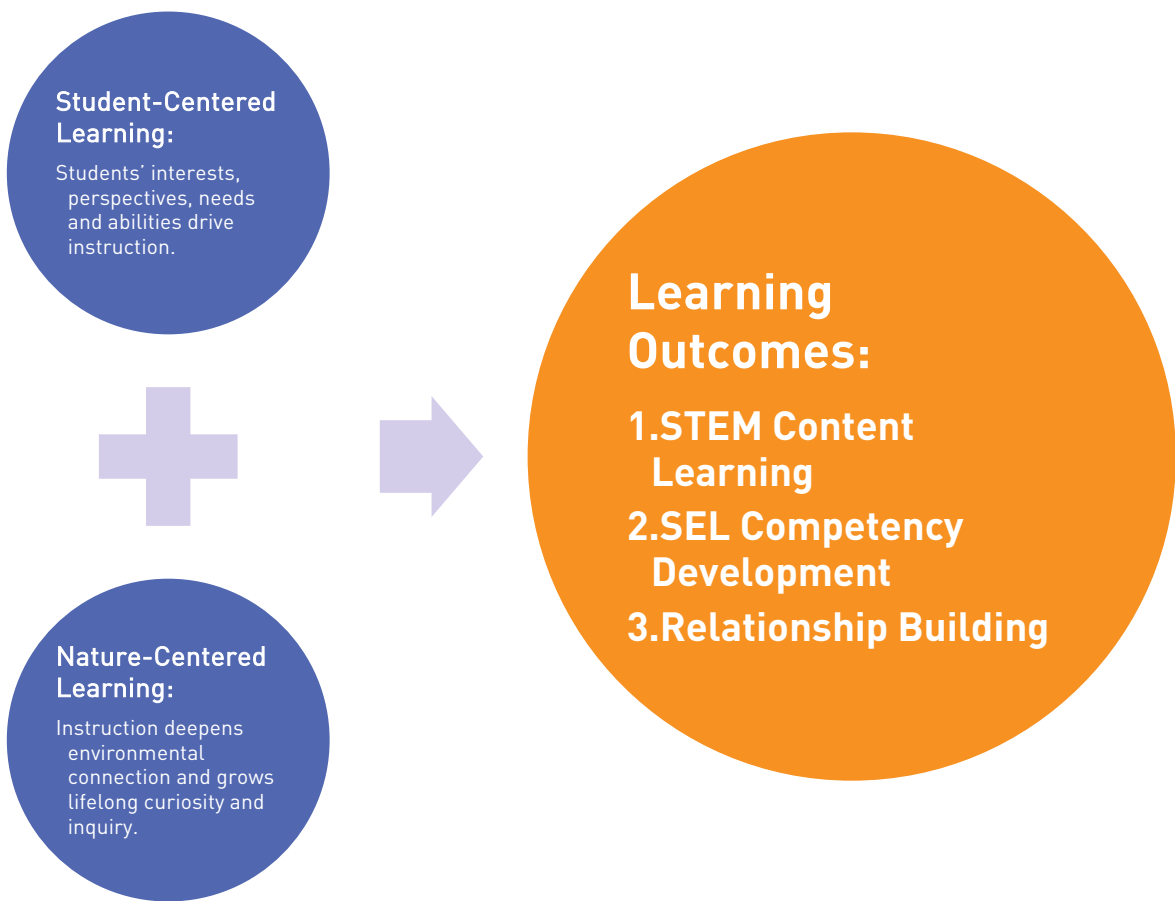 Student-Centered
Learning:
Students’ interests,
perspectives, needs
and abilities drive
instruction.
Nature-Centered
Learning:
Instruction deepens
environmental
connection and grows
lifelong curiosity and
inquiry.
Learning
Outcomes:
1.STEM Content
Learning
2.SEL Competency
Development
3.Relationship Building